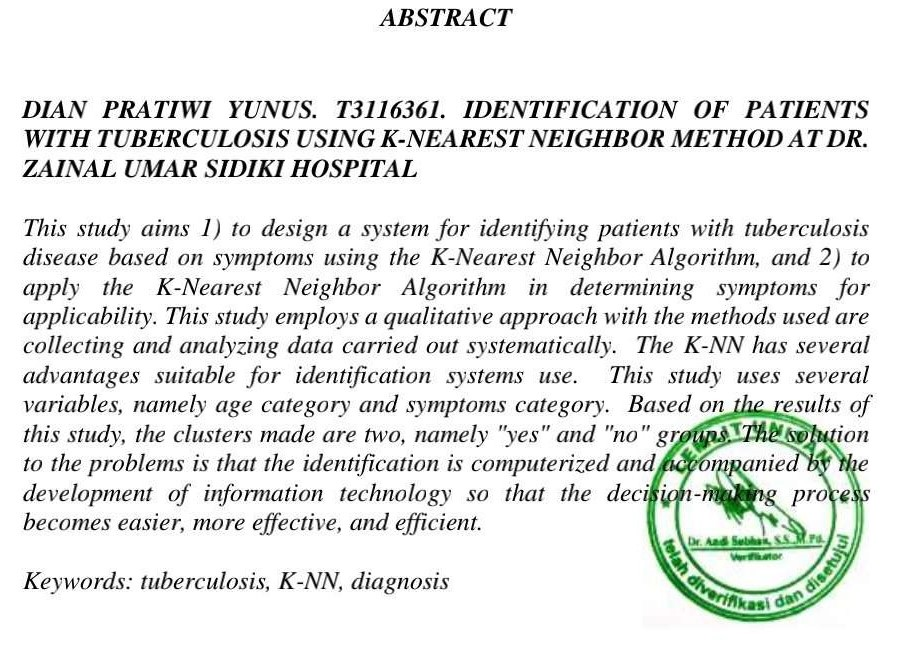 ABSTRACT
DIAN PRATIWI YUNUS. T3116361. IDENTIFICATION OF PATIENTS
WITH TUBERCULOSIS USING K-NEAREST NEIGHBOR METHOD AT DR.
ZAINAL UMAR SIDIKI HOSPITAL
This study aims 1) to design a system for identifying patients with tuberculosis
disease based on symptoms using the K-Nearest Neighbor Algorithm, and 2) to
apply the K-Nearest Neighbor Algorithm in determining symptoms for
applicability. This study employs a qualitative approach with the methods used are
collecting and analyzing data carried out systematically. The K-NN has several
advantages suitable for identification systems use. This study uses several
variables, namely age category and symptoms category. Based on the results of
this study, the clusters made are two, namely "yes" and "no" groups. The solution
to the problems is that the identification is computerized and accompanied by the
development of information technology so that the decision-making process
becomes easier, more effective, and efficient.
Keywords: tuberculosis, K-NN, diagnosis
Dr. Andi Subhan, S.S.,M.Pd.
Verifikator
telah diverifikasi dan disetujui